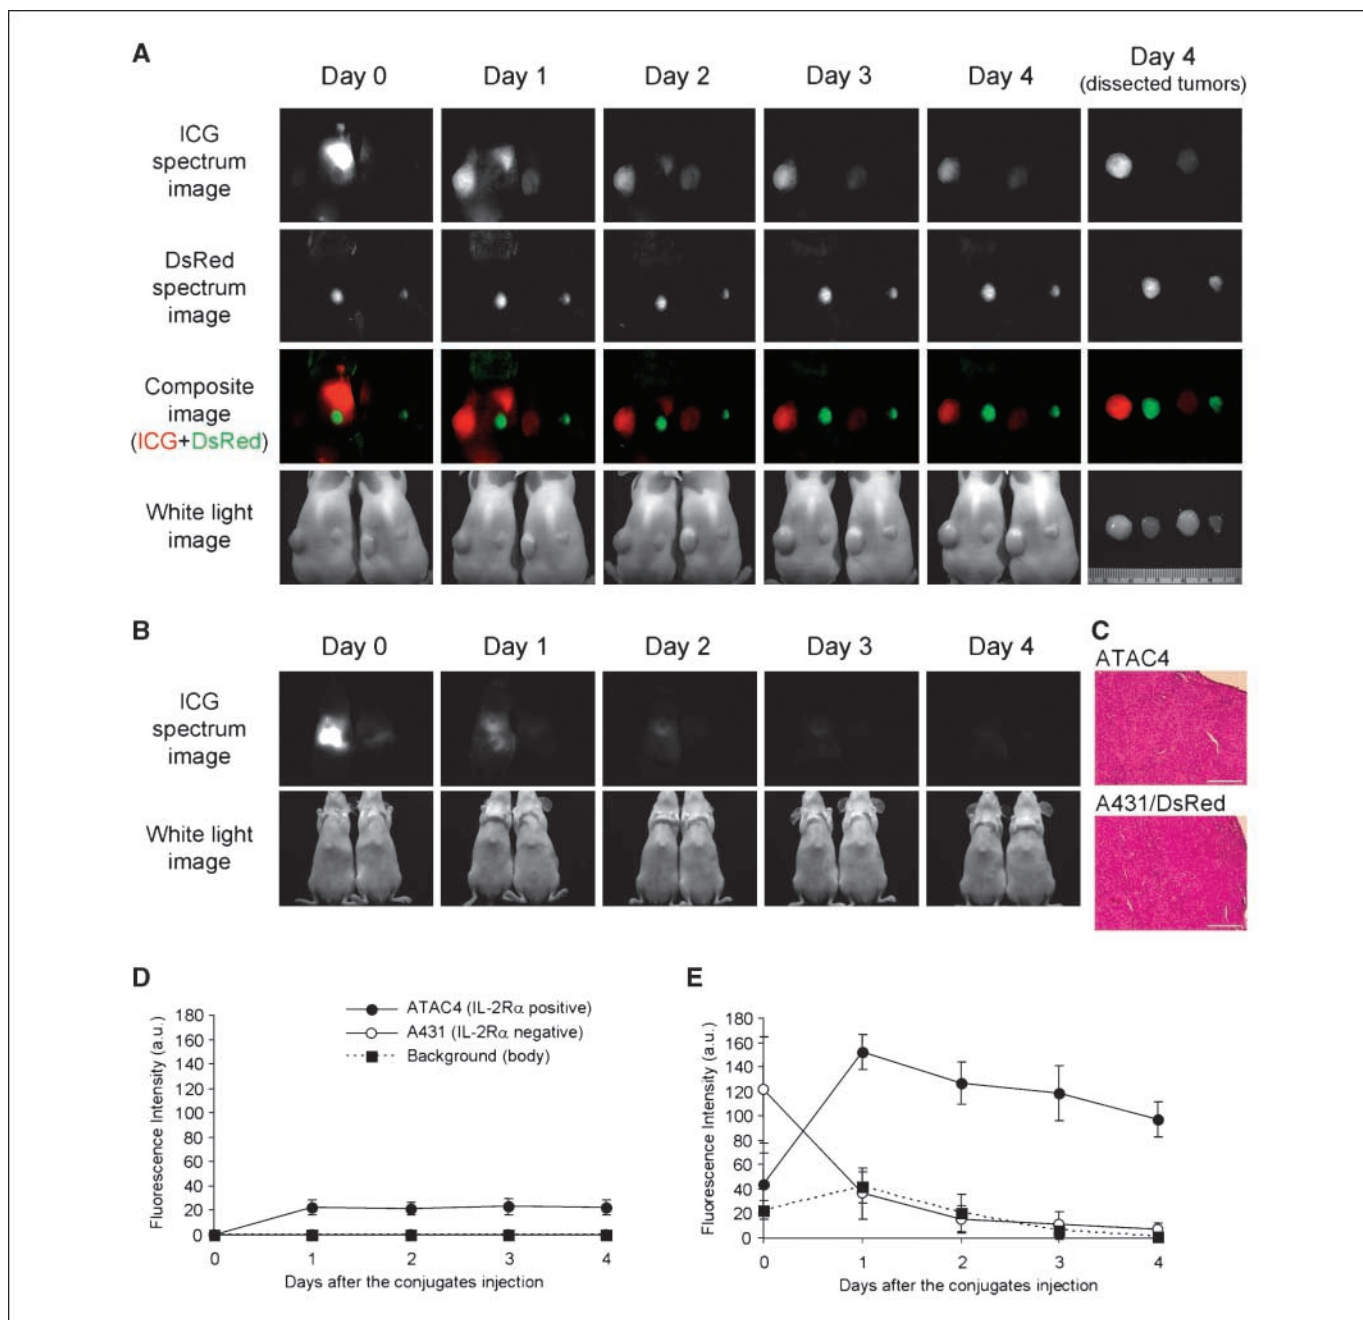 A
Day 0
Day 1
Day 2
Day 3
Day 4
Day 4
(dissected tumors)
ICG
spectrum
image
DsRed
spectrum
image
Composite
image
(ICG+DsRed)
White light
image
B
Day 0
Day 1
Day 2
Day 3
Day 4
ICG
spectrum
image
White light
image
C
ATAC4
A431/DsRed
D
ATAC4 (IL-2Rα positive)
A431 (IL-2Rα negative)
Background (body)
Fluorescence Intensity (a.u.)
180
160
140
120
100
80
60
40
20
0
0 1 2 3 4
Days after the conjugates injection
E
Fluorescence Intensity (a.u.)
180
160
140
120
100
80
60
40
20
0
0 1 2 3 4
Days after the conjugates injection